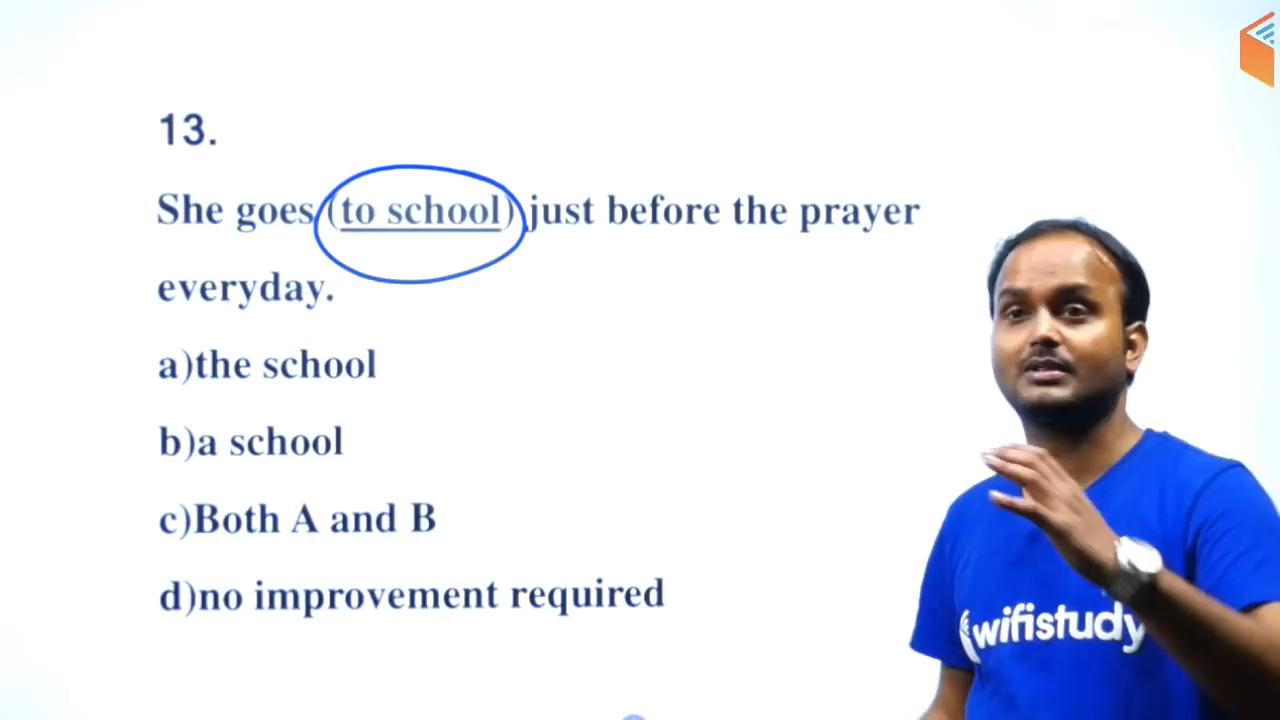 13.
She goes (to school) just before the prayer
everyday.
a)the school
b)a school
c)Both A and B
d)no improvement required
wifistudy